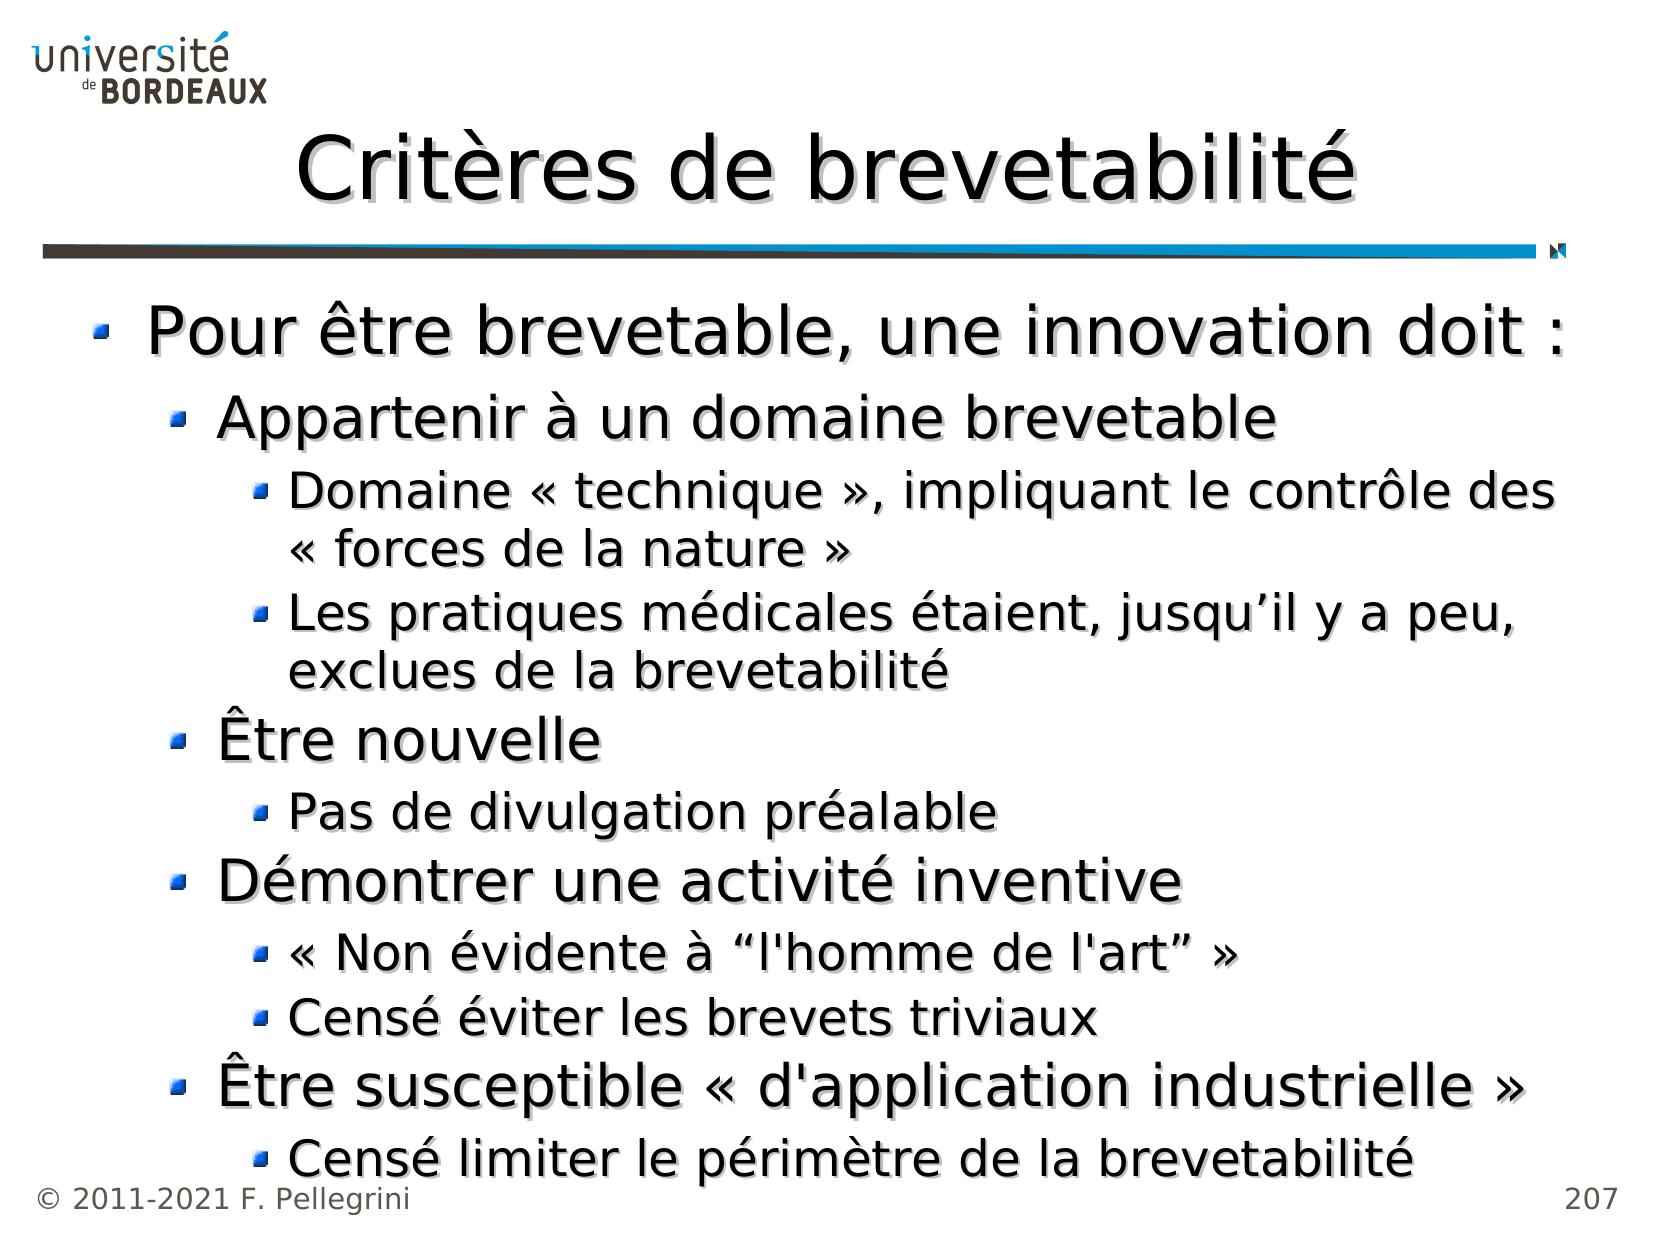 université
de BORDEAUX
Critères de brevetabilité
Pour être brevetable, une innovation doit :
Appartenir à un domaine brevetable
Domaine « technique », impliquant le contrôle des
« forces de la nature »
Les pratiques médicales étaient, jusqu’il y a peu,
exclues de la brevetabilité
Être nouvelle
Pas de divulgation préalable
Démontrer une activité inventive
« Non évidente à “l'homme de l'art” »
Censé éviter les brevets triviaux
Être susceptible « d'application industrielle »
Censé limiter le périmètre de la brevetabilité
© 2011-2021 F. Pellegrini
207